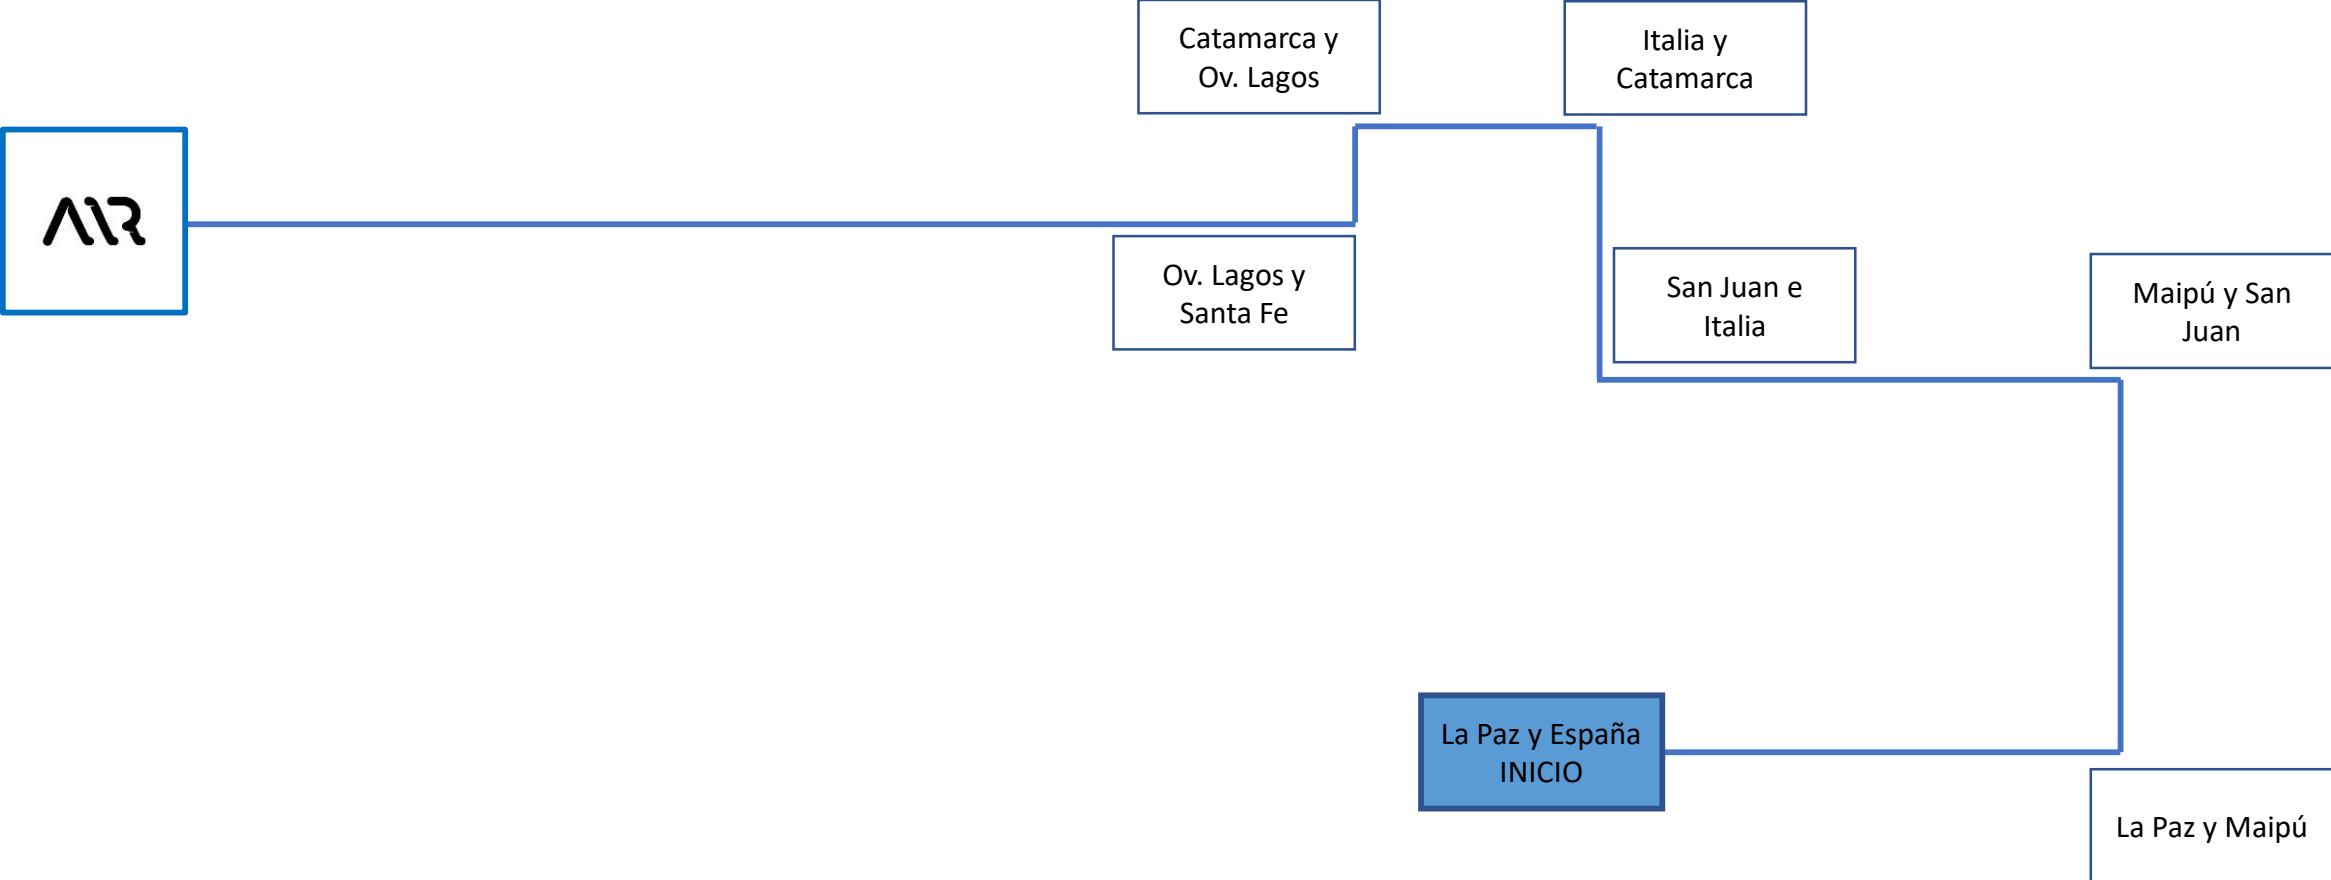 Catamarca y
Ov. Lagos
Italia y
Catamarca
AIR
Ov. Lagos y
Santa Fe
San Juan e
Italia
Maipú y San
Juan
La Paz y España
INICIO
La Paz y Maipú